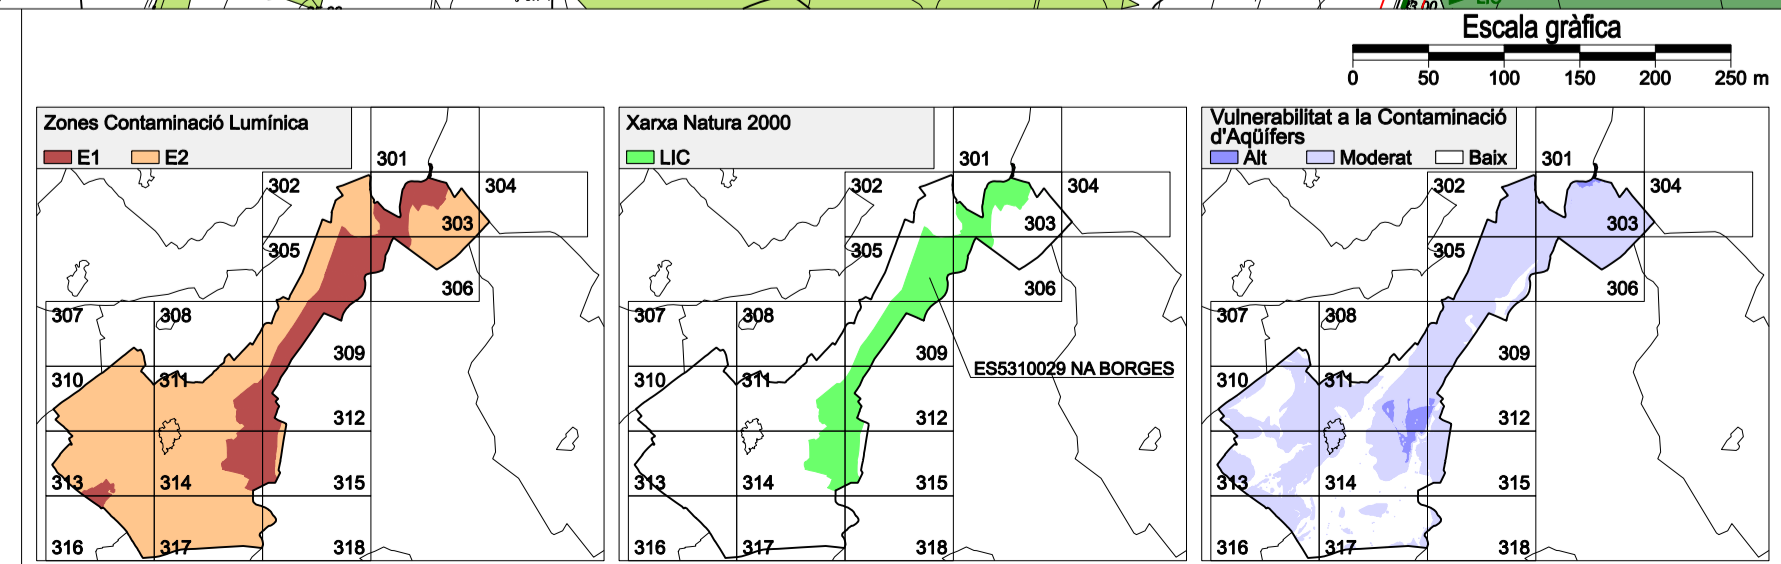 LIC
Escala gràfica
0 50 100 150 200 250 m
Zones Contaminació Lumínica
E1 E2
301
302 304
303
305
306
307 308
309
310 311
312
313 314 315
316 317 318
Xarxa Natura 2000
LIC
301
302 304
303
305
306
307 308
309
ES5310029 NA BORGES
310 311
312
313 314 315
316 317 318
Vulnerabilitat a la Contaminació
d'Aqüífers
Alt Moderat Baix
301
302 304
303
305
306
307 308
309
310 311
312
313 314 315
316 317 318